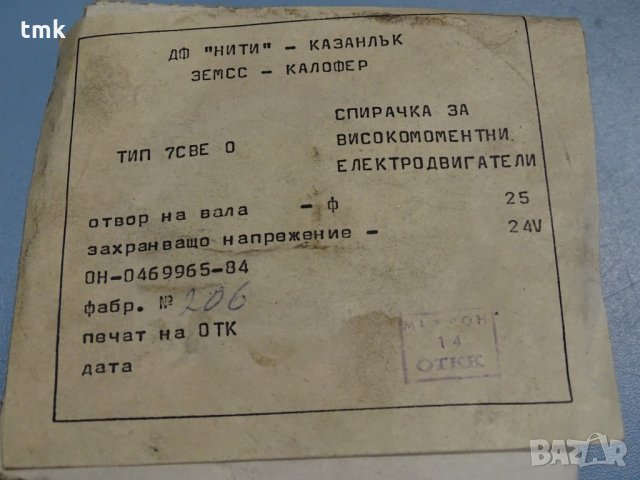 tmk
ДФ "НИТИ" - КАЗАНЛЪК
ЗЕМСС - КАЛОФЕР
СПИРАЧКА ЗА
ТИП 7СВЕ 0 ВИСОКОМОМЕНТНИ
ЕЛЕКТРОДВИГАТЕЛИ
отвор на вала - ф 25
захранващо напрежение - 24V
ОН-0469965-84
фабр. № 206
печат на ОТК
дата
14
ОТКК
BAZAR